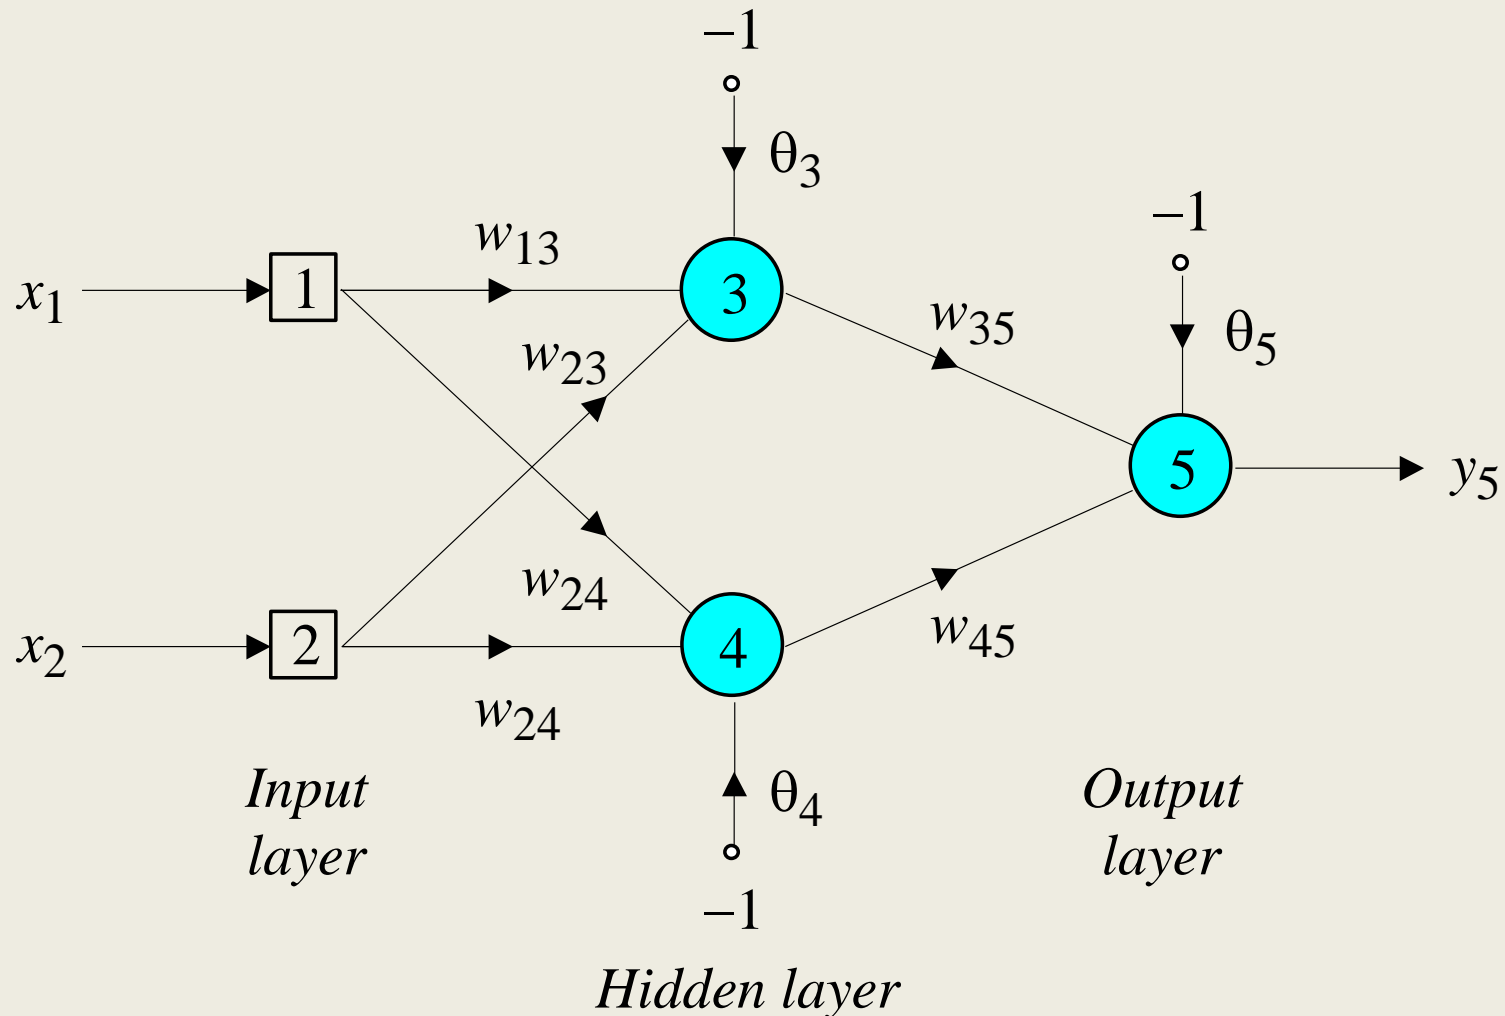 –1
θ3
–1
w13
x1
1
3
w35
θ5
w23
5
y5
w24
x2
2
4
w45
w24
Input
layer
θ4
Output
layer
–1
Hidden layer